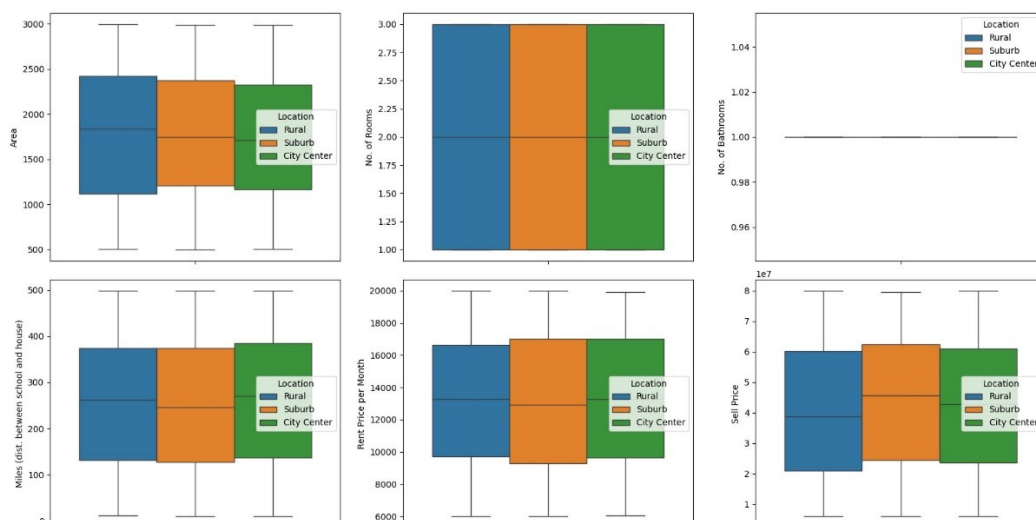 3000
2500
2000
1500
1000
500
Area
Location
Rural
Suburb
City Center
3.00
2.75
2.50
2.25
2.00
1.75
1.50
1.25
1.00
No. of Rooms
Location
Rural
Suburb
City Center
1.04
1.02
1.00
0.98
0.96
No. of Bathrooms
Location
Rural
Suburb
City Center
500
400
300
200
100
Miles (dist. between school and house)
Location
Rural
Suburb
City Center
20000
18000
16000
14000
12000
10000
8000
6000
Rent Price per Month
Location
Rural
Suburb
City Center
1e7
8
7
6
5
4
3
2
1
Sell Price
Location
Rural
Suburb
City Center